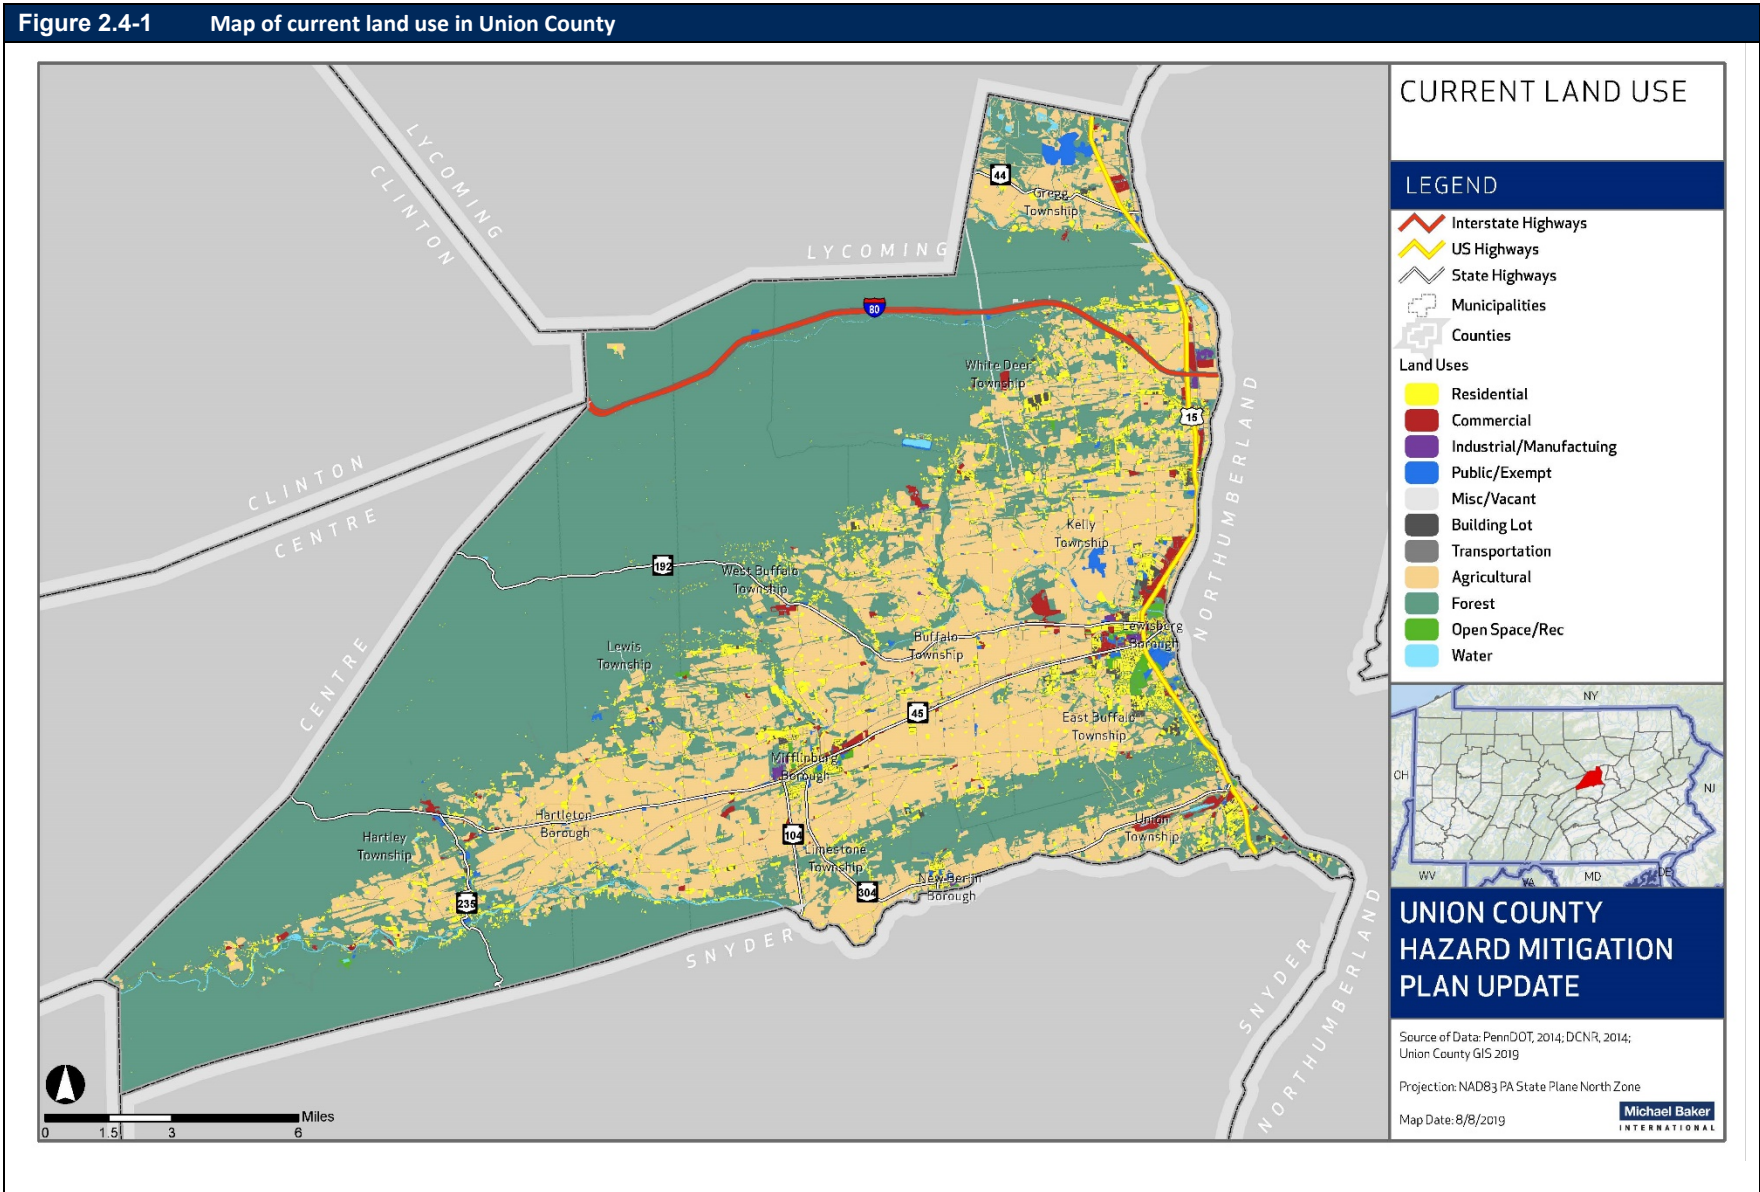 Figure 2.4-1 Map of current land use in Union County
CURRENT LAND USE
LEGEND
Interstate Highways
US Highways
State Highways
Municipalities
Counties
Land Uses
Residential
Commercial
Industrial/Manufactuing
Public/Exempt
Misc/Vacant
Building Lot
Transportation
Agricultural
Forest
Open Space/Rec
Water
NY
OH
NJ
WV
VA
MD
DE
UNION COUNTY
HAZARD MITIGATION
PLAN UPDATE
Source of Data: PennDOT, 2014; DCNR, 2014;
Union County GIS 2019
Projection: NAD83 PA State Plane North Zone
Map Date: 8/8/2019
Michael Baker
INTERNATIONAL
LYCOMING
CLINTON
LYCOMING
CLINTON
CENTRE
CENTRE
SNYDER
NORTHUMBERLAND
SNYDER
NORTHUMBERLAND
44
Gregg
Township
80
White Deer
Township
15
Kelly
Township
192
West Buffalo
Township
Lewisburg
Borough
Buffalo
Township
Lewis
Township
45
East Buffalo
Township
Mifflinburg
Borough
Hartleton
Borough
Hartley
Township
104
Limestone
Township
Union
Township
304
New Berlin
Borough
235
Miles
0 1.5 3 6